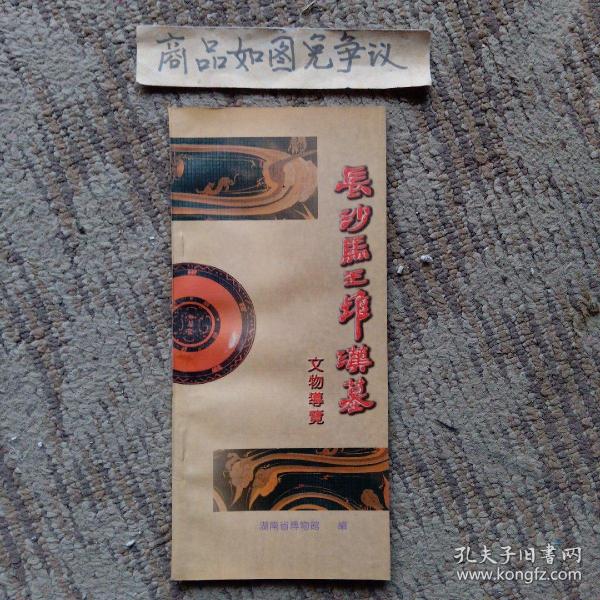 商品如图免争议
長沙馬王堆漢墓
文物導覽
湖南省博物館 編
孔夫子旧书网
www.kongfz.com